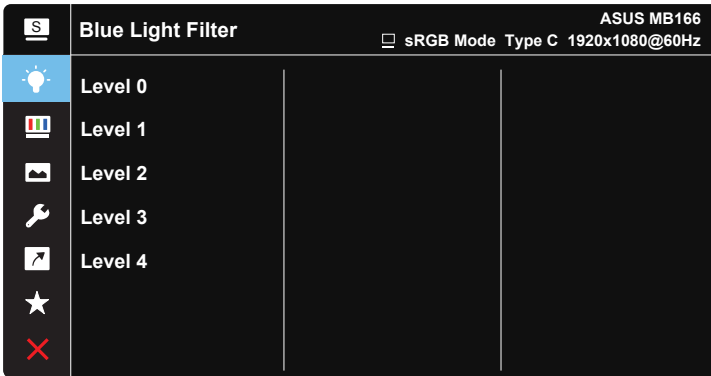 S
Blue Light Filter
ASUS MB166
sRGB Mode Type C 1920x1080@60Hz
Level 0
Level 1
Level 2
Level 3
Level 4